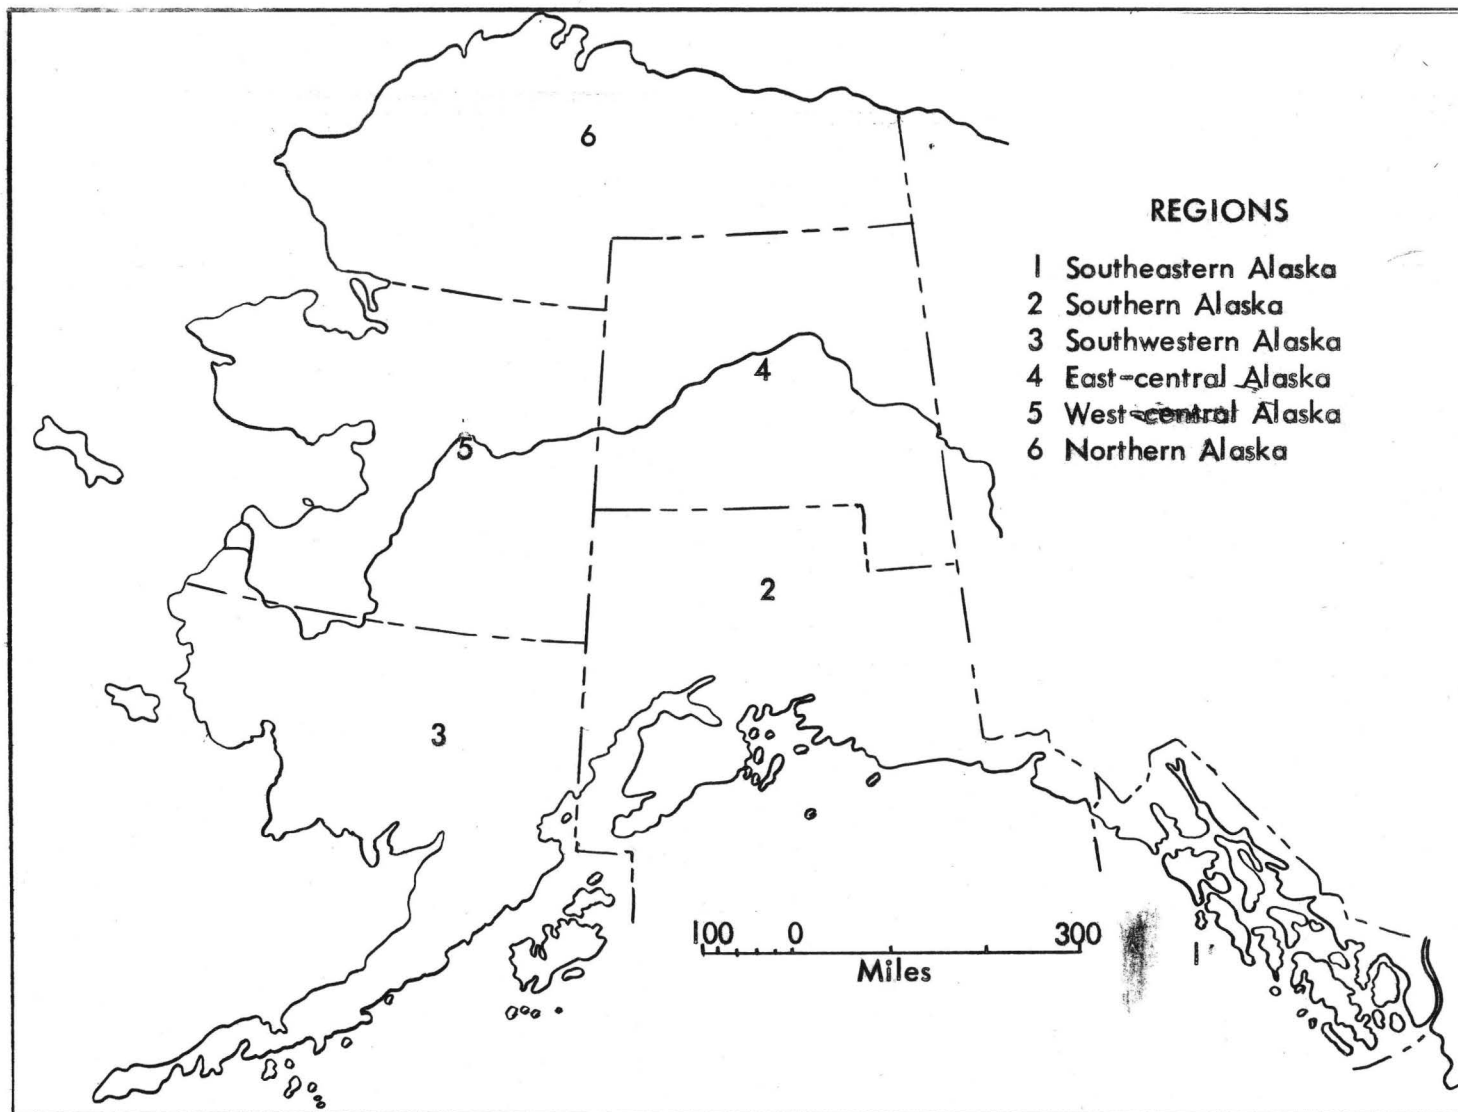 6
REGIONS
1 Southeastern Alaska
2 Southern Alaska
3 Southwestern Alaska
4 East-central Alaska
5 West-central Alaska
6 Northern Alaska
4
5
2
3
100 0 300
Miles
1